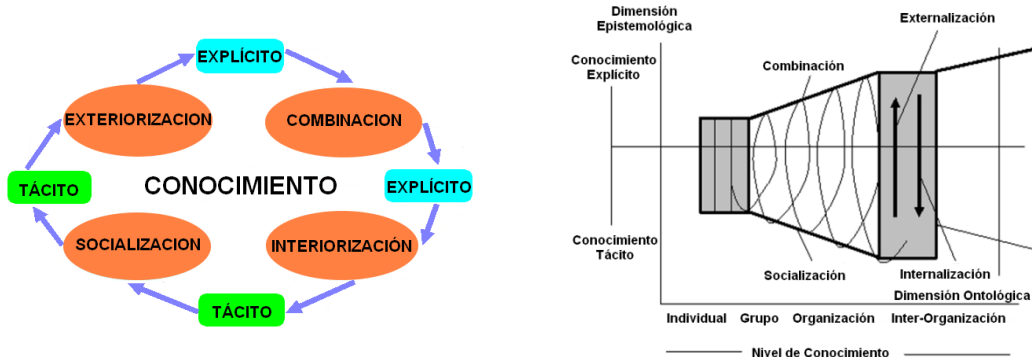 EXPLÍCITO
EXTERIORIZACION
COMBINACION
TÁCITO
CONOCIMIENTO
EXPLÍCITO
SOCIALIZACION
INTERIORIZACIÓN
TÁCITO
Dimensión
Epistemológica
Externalización
Conocimiento
Explícito
Combinación
Conocimiento
Tácito
Socialización
Internalización
Dimensión Ontológica
Individual Grupo Organización Inter-Organización
Nivel de Conocimiento